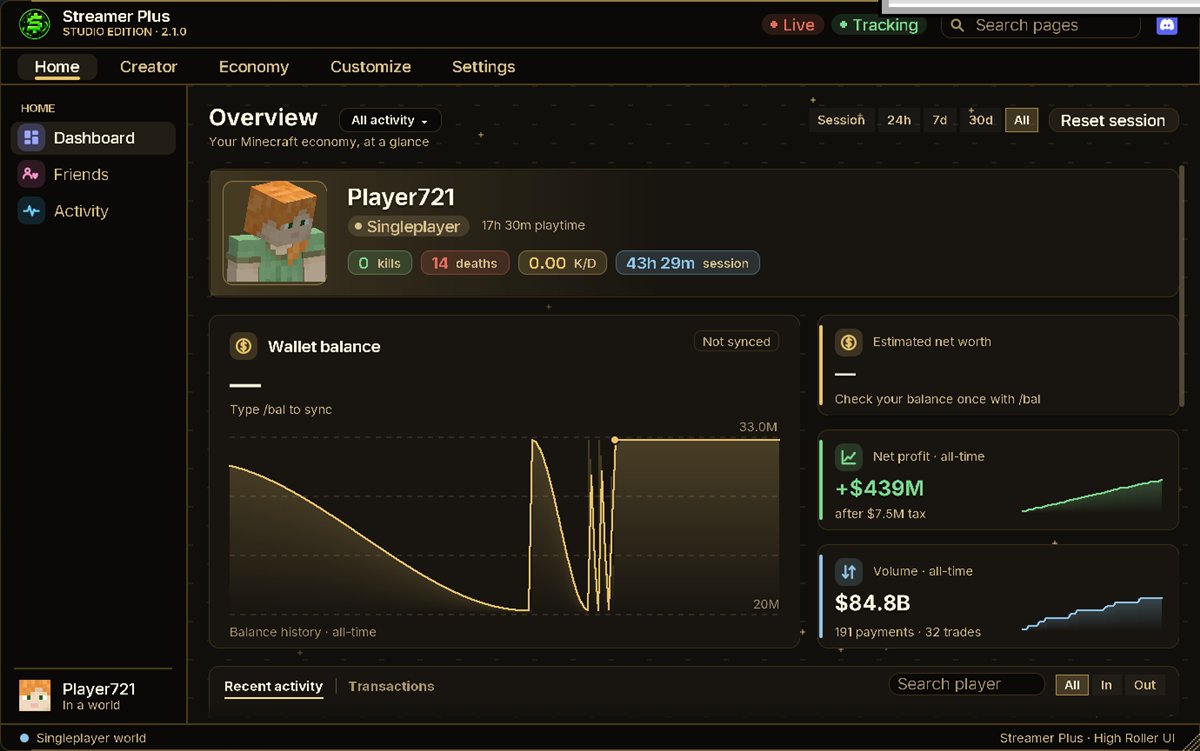 Streamer Plus
STUDIO EDITION · 2.1.0
Live
Tracking
Search pages
Home
Creator
Economy
Customize
Settings
HOME
Dashboard
Friends
Activity
Overview
All activity
Your Minecraft economy, at a glance
Session
24h
7d
30d
All
Reset session
Player721
Singleplayer
17h 30m playtime
0 kills
14 deaths
0.00 K/D
43h 29m session
Wallet balance
Not synced
—
Type /bal to sync
33.0M
20M
Balance history · all-time
Estimated net worth
—
Check your balance once with /bal
Net profit · all-time
+$439M
after $7.5M tax
Volume · all-time
$84.8B
191 payments · 32 trades
Recent activity
Transactions
Search player
All
In
Out
Player721
In a world
Singleplayer world
Streamer Plus · High Roller UI